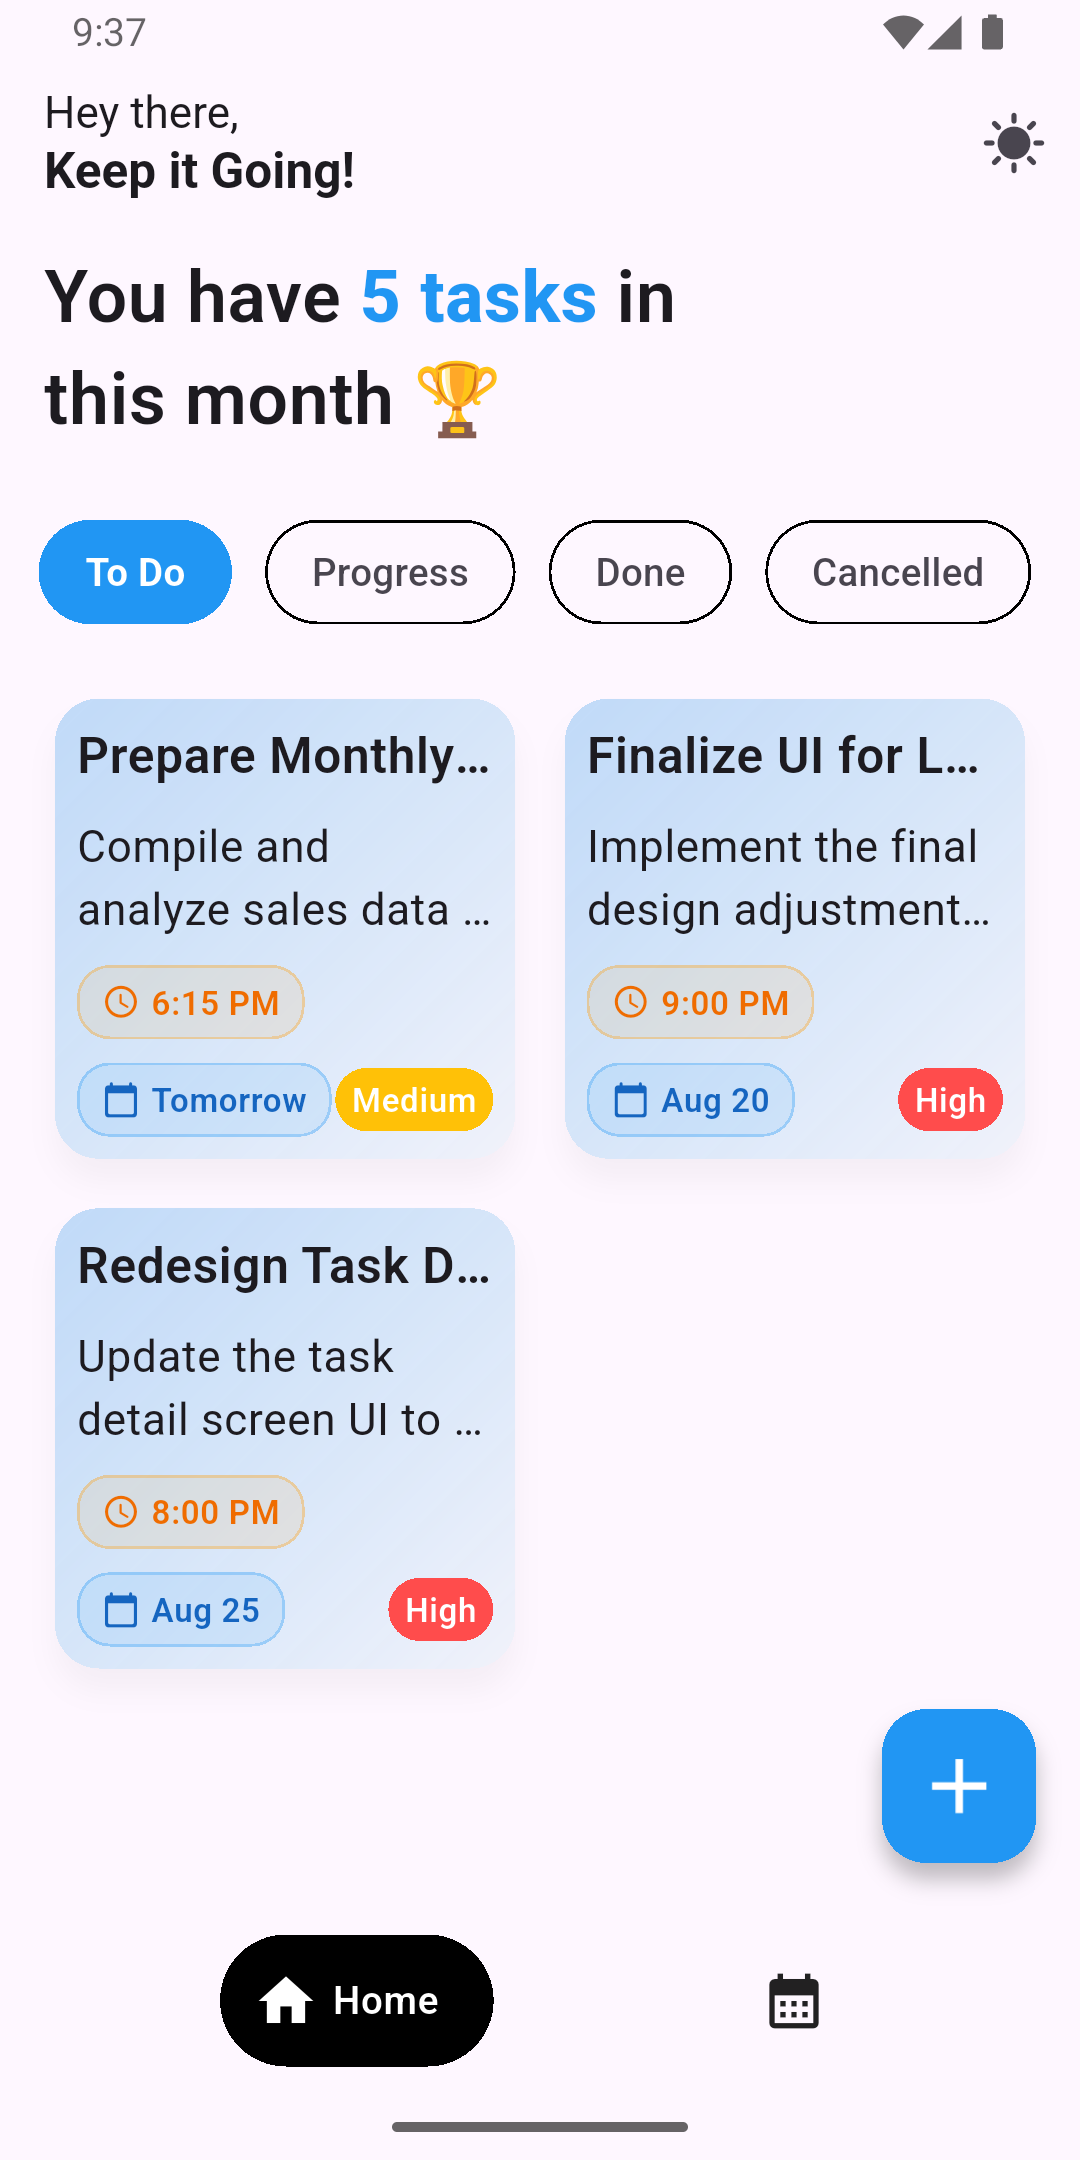 9:37
Hey there,
Keep it Going!
You have 5 tasks in
this month 🏆
To Do
Progress
Done
Cancelled
Prepare Monthly...
Compile and
analyze sales data ...
6:15 PM
Tomorrow
Medium
Finalize UI for L...
Implement the final
design adjustment...
9:00 PM
Aug 20
High
Redesign Task D...
Update the task
detail screen UI to ...
8:00 PM
Aug 25
High
Home